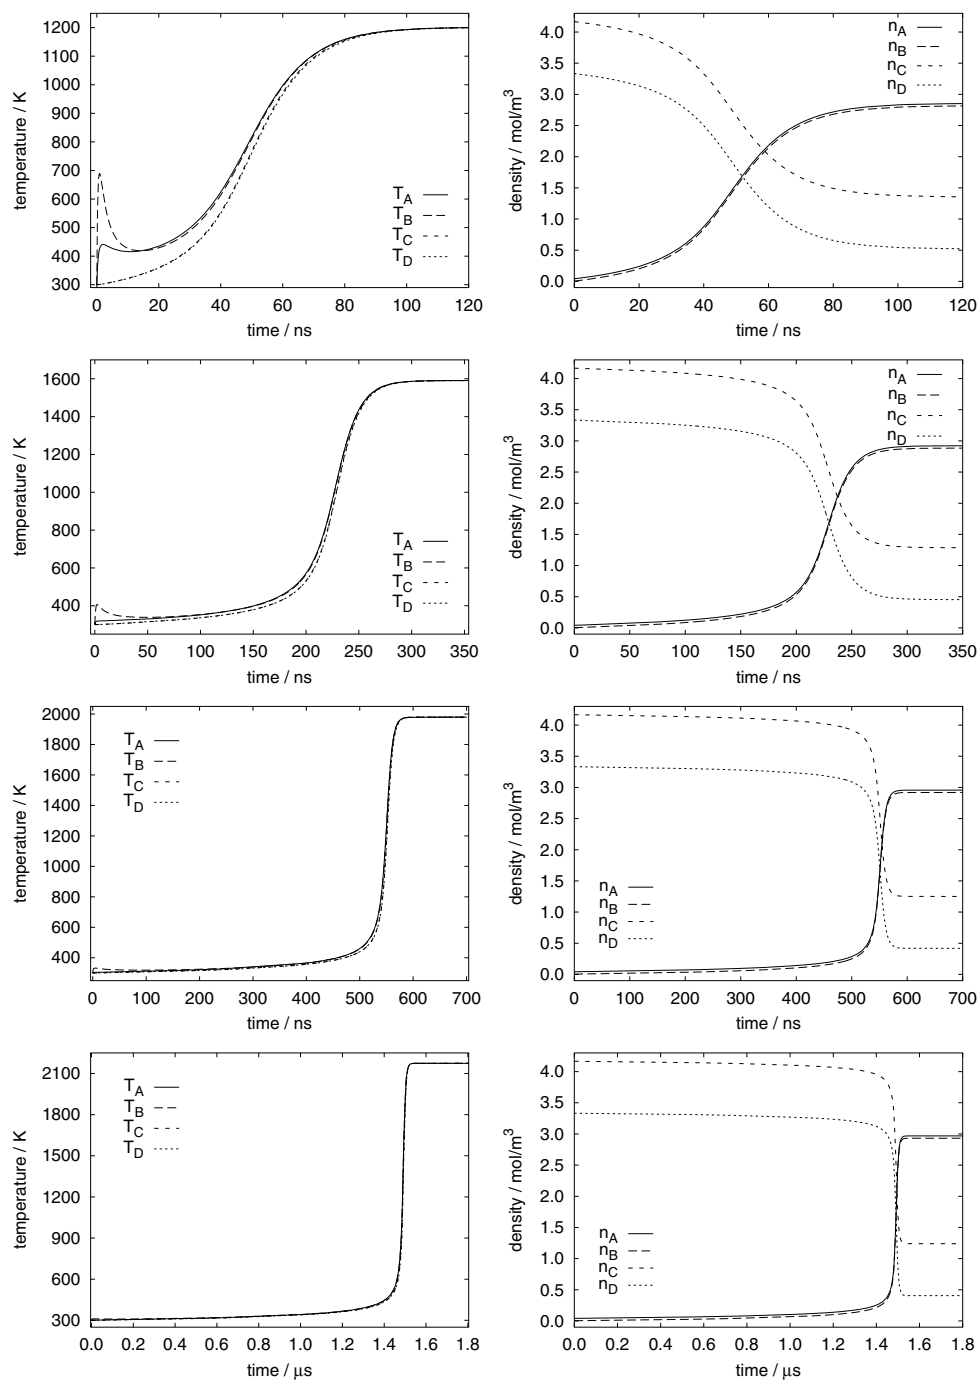 1200
1100
1000
900
800
700
600
500
400
300
temperature / K
T_A
T_B
T_C
T_D
0 20 40 60 80 100 120
time / ns
4.0
3.5
3.0
2.5
2.0
1.5
1.0
0.5
0.0
density / mol/m³
n_A
n_B
n_C
n_D
0 20 40 60 80 100 120
time / ns
1600
1400
1200
1000
800
600
400
temperature / K
T_A
T_B
T_C
T_D
0 50 100 150 200 250 300 350
time / ns
4.0
3.5
3.0
2.5
2.0
1.5
1.0
0.5
0.0
density / mol/m³
n_A
n_B
n_C
n_D
0 50 100 150 200 250 300 350
time / ns
2000
1800
1600
1400
1200
1000
800
600
400
temperature / K
T_A
T_B
T_C
T_D
0 100 200 300 400 500 600 700
time / ns
4.0
3.5
3.0
2.5
2.0
1.5
1.0
0.5
0.0
density / mol/m³
n_A
n_B
n_C
n_D
0 100 200 300 400 500 600 700
time / ns
2100
1800
1500
1200
900
600
300
temperature / K
T_A
T_B
T_C
T_D
0.0 0.2 0.4 0.6 0.8 1.0 1.2 1.4 1.6 1.8
time / μs
4.0
3.5
3.0
2.5
2.0
1.5
1.0
0.5
0.0
density / mol/m³
n_A
n_B
n_C
n_D
0.0 0.2 0.4 0.6 0.8 1.0 1.2 1.4 1.6 1.8
time / μs